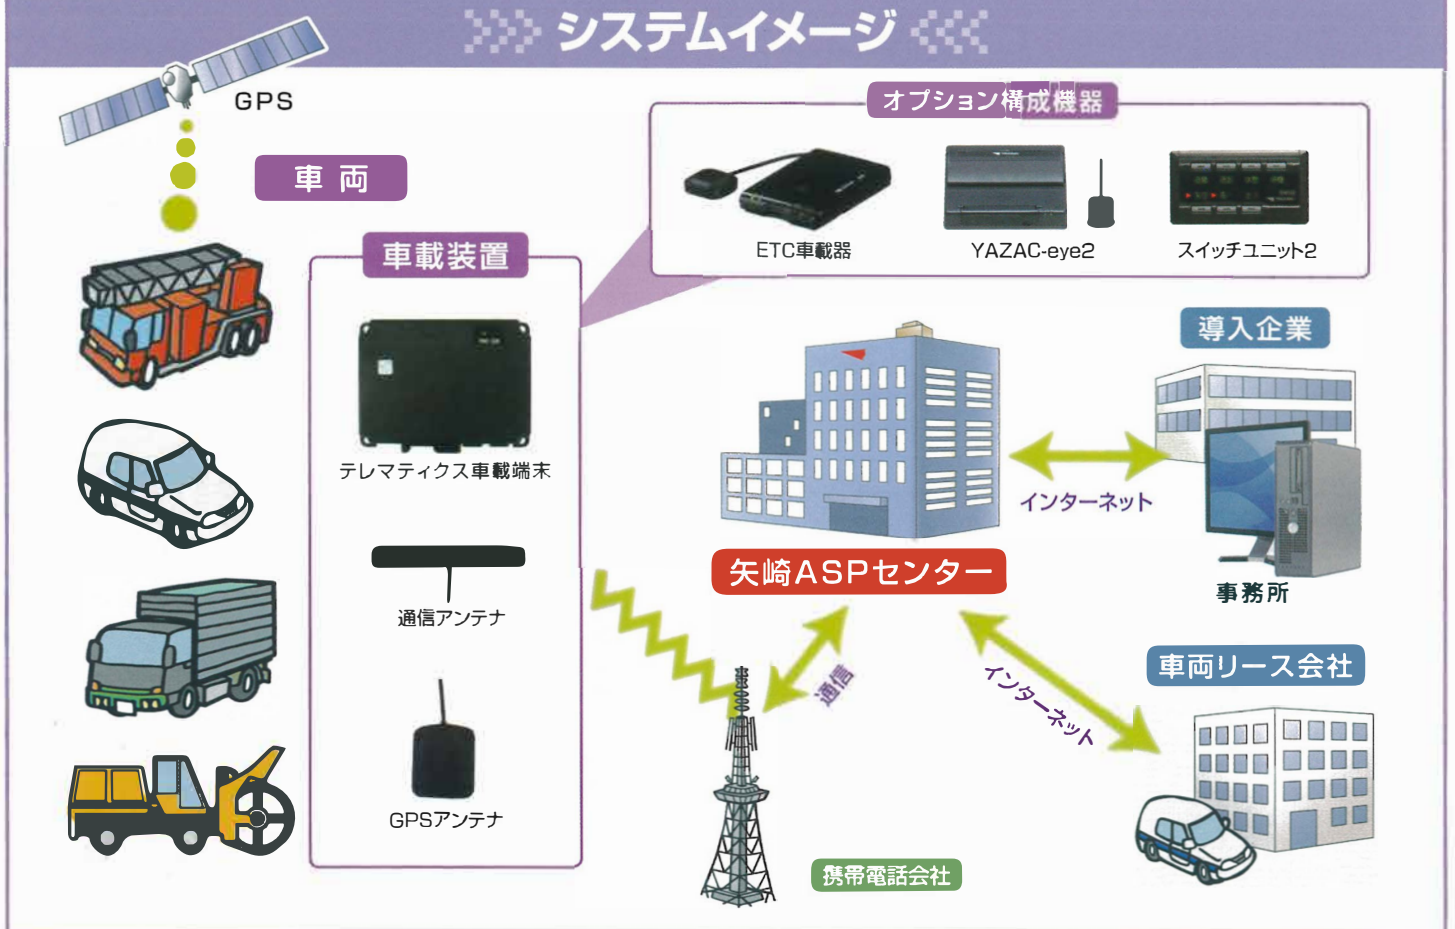 システムイメージ
GPS
車両
オプション構成機器
ETC車載器
YAZAC-eye2
スイッチユニット2
車載装置
テレマティクス車載端末
通信アンテナ
GPSアンテナ
導入企業
インターネット
事務所
矢崎ASPセンター
通信
インターネット
車両リース会社
携帯電話会社